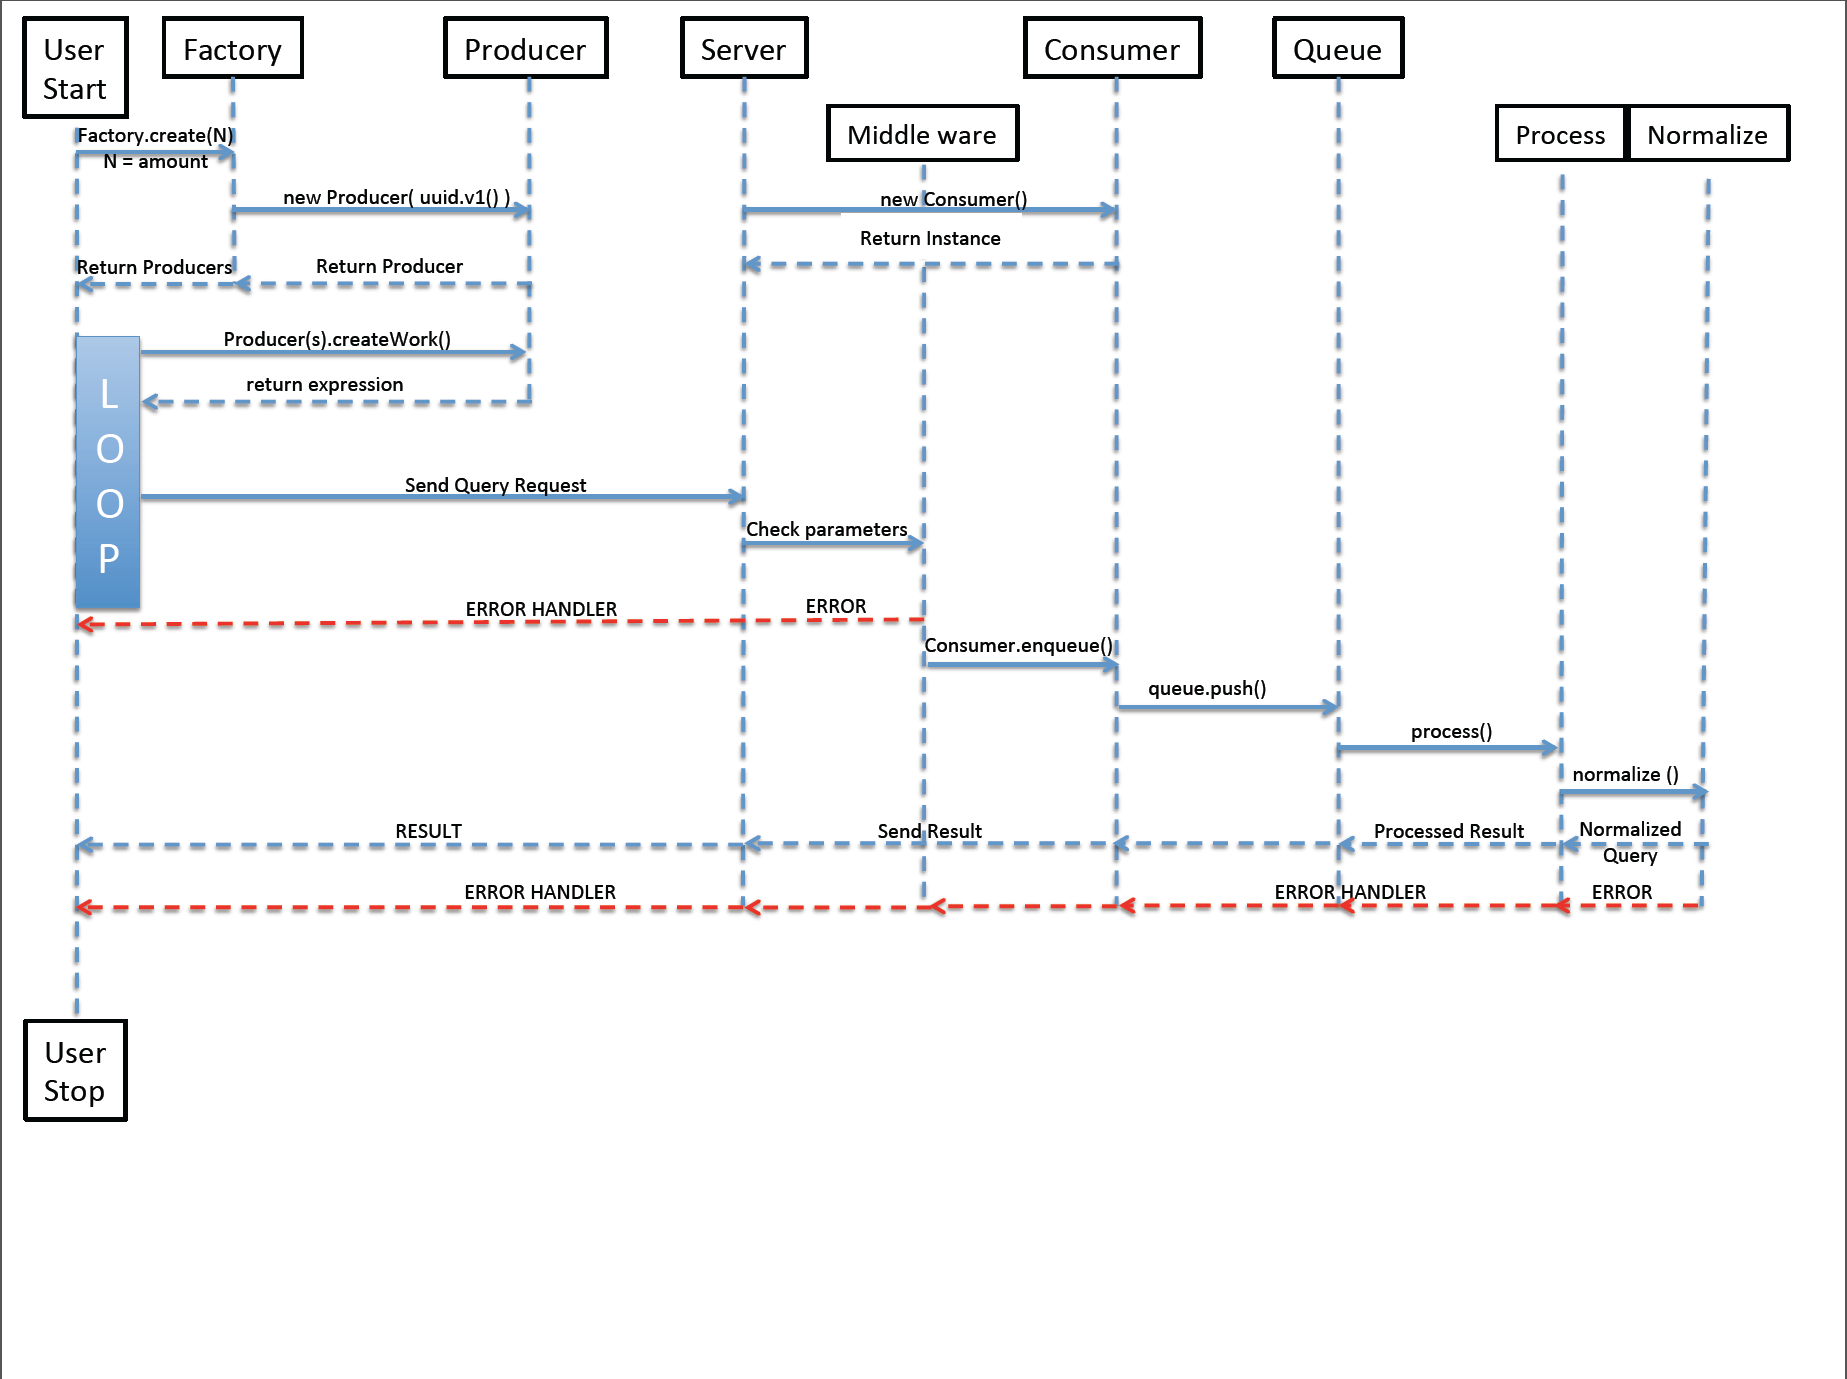 User
Start
Factory
Producer
Server
Consumer
Queue
Middle ware
Process
Normalize
Factory.create(N)
N = amount
new Producer( uuid.v1() )
new Consumer()
Return Instance
Return Producers
Return Producer
Producer(s).createWork()
return expression
L
O
O
P
Send Query Request
Check parameters
ERROR HANDLER
ERROR
Consumer.enqueue()
queue.push()
process()
normalize ()
RESULT
Send Result
Processed Result
Normalized
Query
ERROR HANDLER
ERROR HANDLER
ERROR
User
Stop